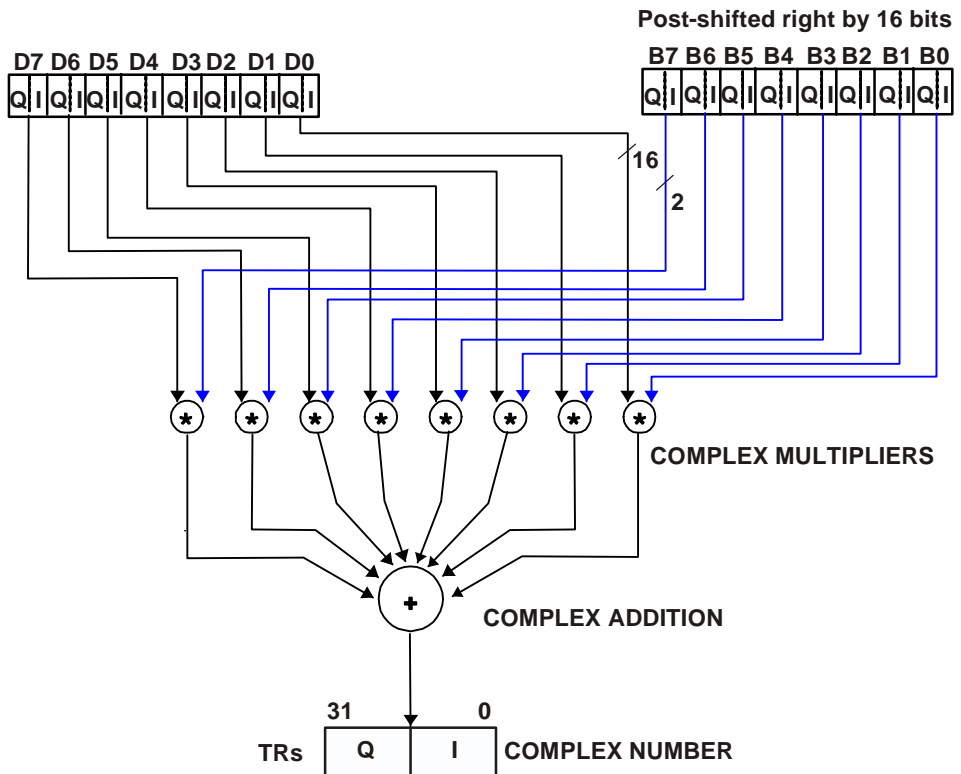 Post-shifted right by 16 bits
D7 D6 D5 D4 D3 D2 D1 D0
B7 B6 B5 B4 B3 B2 B1 B0
Q I Q I Q I Q I Q I Q I Q I Q I
Q I Q I Q I Q I Q I Q I Q I Q I
16
2
* * * * * * * *
COMPLEX MULTIPLIERS
+
COMPLEX ADDITION
31 0
TRs Q I COMPLEX NUMBER